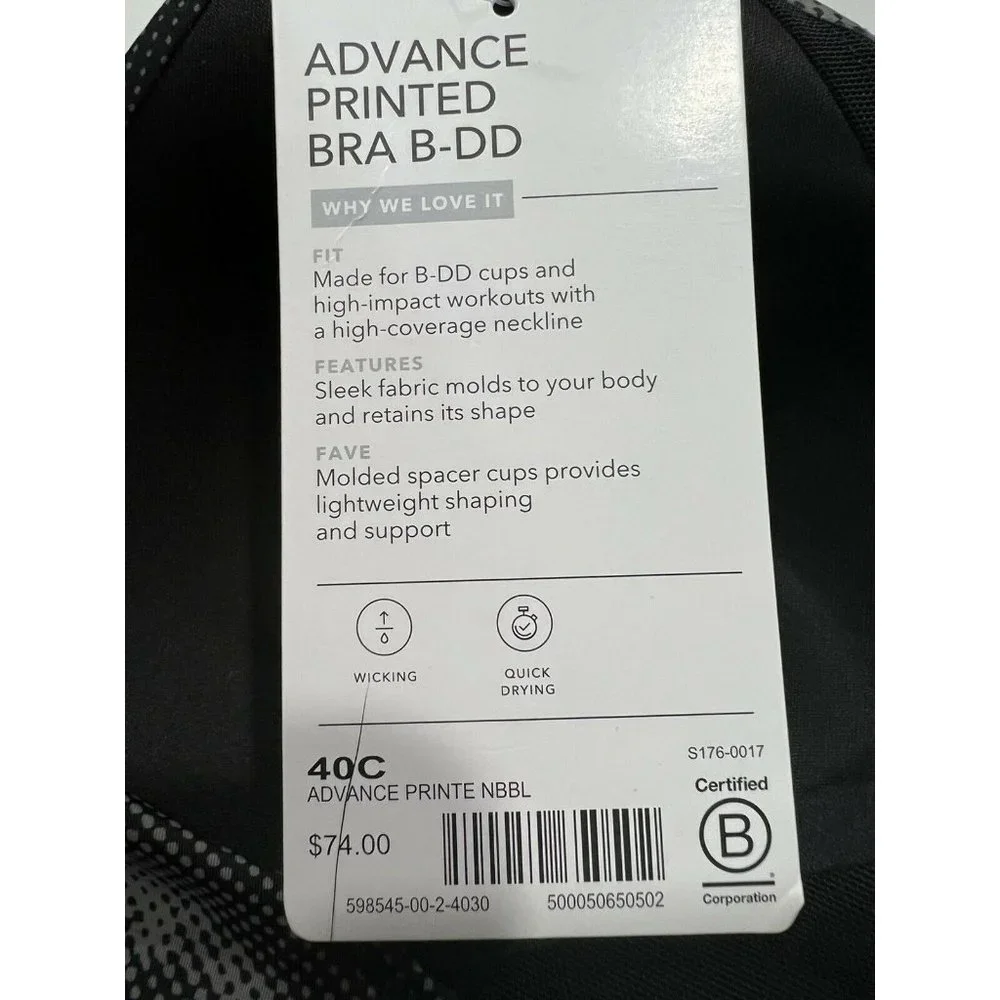 ADVANCE
PRINTED
BRA B-DD
WHY WE LOVE IT
FIT
Made for B-DD cups and
high-impact workouts with
a high-coverage neckline
FEATURES
Sleek fabric molds to your body
and retains its shape
FAVE
Molded spacer cups provides
lightweight shaping
and support
WICKING
QUICK
DRYING
40C
ADVANCE PRINTE NBBL
$74.00
598545-00-2-4030
500050650502
S176-0017
Certified
B
Corporation